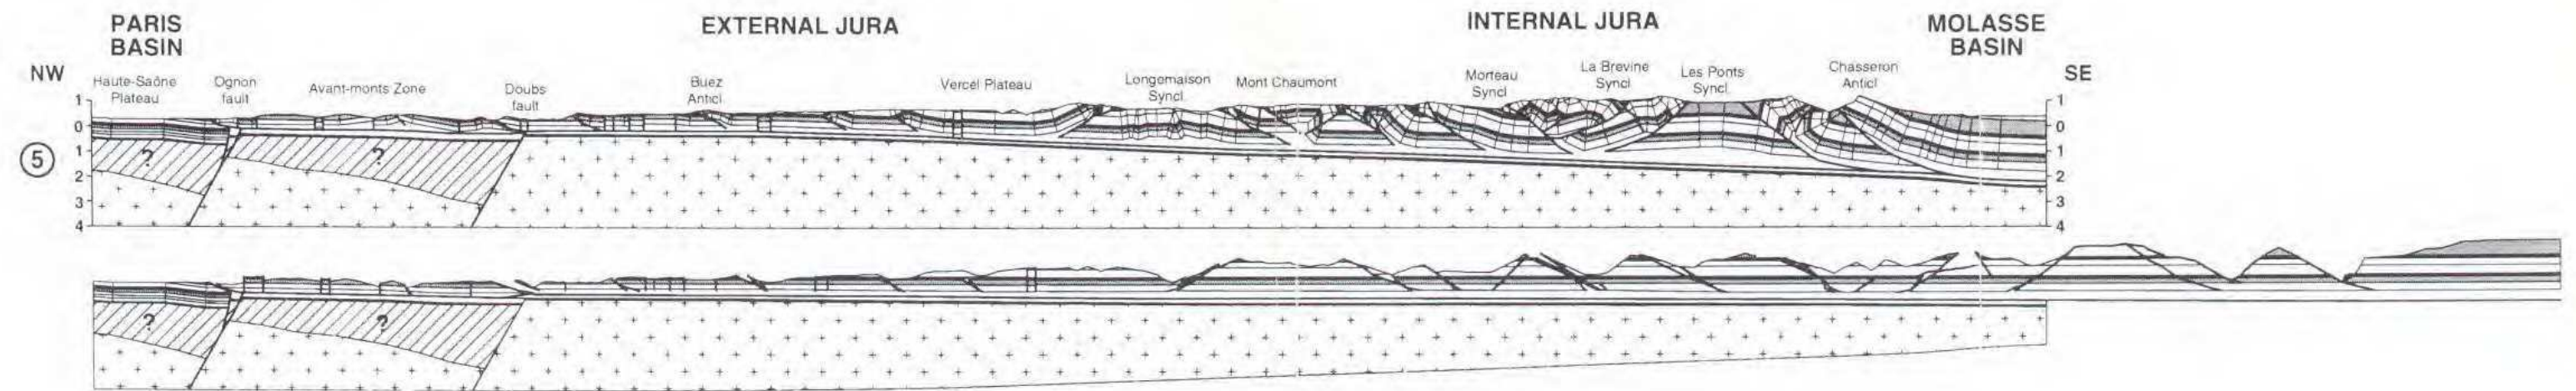 PARIS
BASIN
EXTERNAL JURA
INTERNAL JURA
MOLASSE
BASIN
NW
SE
Haute-Saône
Plateau
Ognon
fault
Avant-monts Zone
Doubs
fault
Buez
Anticl.
Vercel Plateau
Longemaison
Syncl.
Mont Chaumont
Morteau
Syncl.
La Brevine
Syncl.
Les Ponts
Syncl.
Chasseron
Anticl.
1
0
1
2
3
4
5
? ?
1
0
1
2
3
4
? ?